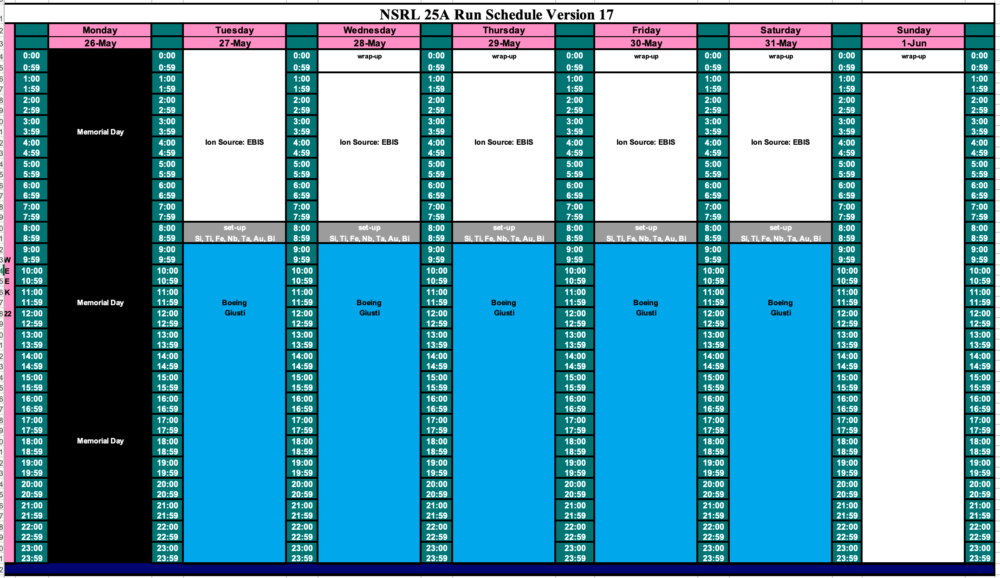 NSRL 25A Run Schedule Version 17
Monday Tuesday Wednesday Thursday Friday Saturday Sunday
26-May 27-May 28-May 29-May 30-May 31-May 1-Jun
0:00 0:00 0:00 wrap-up 0:00 wrap-up 0:00 wrap-up 0:00 wrap-up 0:00 wrap-up 0:00
0:59 0:59 0:59 0:59 0:59 0:59 0:59 0:59
1:00 1:00 1:00 1:00 1:00 1:00 1:00 1:00
1:59 1:59 1:59 1:59 1:59 1:59 1:59 1:59
2:00 2:00 2:00 2:00 2:00 2:00 2:00 2:00
2:59 2:59 2:59 2:59 2:59 2:59 2:59 2:59
3:00 3:00 3:00 3:00 3:00 3:00 3:00 3:00
3:59 Memorial Day 3:59 3:59 3:59 3:59 3:59 3:59 3:59
4:00 4:00 Ion Source: EBIS 4:00 Ion Source: EBIS 4:00 Ion Source: EBIS 4:00 Ion Source: EBIS 4:00 Ion Source: EBIS 4:00 4:00
4:59 4:59 4:59 4:59 4:59 4:59 4:59 4:59
5:00 5:00 5:00 5:00 5:00 5:00 5:00 5:00
5:59 5:59 5:59 5:59 5:59 5:59 5:59 5:59
6:00 6:00 6:00 6:00 6:00 6:00 6:00 6:00
6:59 6:59 6:59 6:59 6:59 6:59 6:59 6:59
7:00 7:00 7:00 7:00 7:00 7:00 7:00 7:00
7:59 7:59 7:59 7:59 7:59 7:59 7:59 7:59
8:00 8:00 set-up 8:00 set-up 8:00 set-up 8:00 set-up 8:00 set-up 8:00 8:00
8:59 8:59 Si, Ti, Fe, Nb, Ta, Au, Bi 8:59 Si, Ti, Fe, Nb, Ta, Au, Bi 8:59 Si, Ti, Fe, Nb, Ta, Au, Bi 8:59 Si, Ti, Fe, Nb, Ta, Au, Bi 8:59 Si, Ti, Fe, Nb, Ta, Au, Bi 8:59 8:59
9:00 9:00 9:00 9:00 9:00 9:00 9:00 9:00
W 9:59 9:59 9:59 9:59 9:59 9:59 9:59 9:59
E 10:00 10:00 10:00 10:00 10:00 10:00 10:00 10:00
E 10:59 10:59 10:59 10:59 10:59 10:59 10:59 10:59
K 11:00 11:00 11:00 11:00 11:00 11:00 11:00 11:00
11:59 Memorial Day 11:59 Boeing 11:59 Boeing 11:59 Boeing 11:59 Boeing 11:59 Boeing 11:59 11:59
22 12:00 12:00 Giusti 12:00 Giusti 12:00 Giusti 12:00 Giusti 12:00 Giusti 12:00 12:00
12:59 12:59 12:59 12:59 12:59 12:59 12:59 12:59
13:00 13:00 13:00 13:00 13:00 13:00 13:00 13:00
13:59 13:59 13:59 13:59 13:59 13:59 13:59 13:59
14:00 14:00 14:00 14:00 14:00 14:00 14:00 14:00
14:59 14:59 14:59 14:59 14:59 14:59 14:59 14:59
15:00 15:00 15:00 15:00 15:00 15:00 15:00 15:00
15:59 15:59 15:59 15:59 15:59 15:59 15:59 15:59
16:00 16:00 16:00 16:00 16:00 16:00 16:00 16:00
16:59 16:59 16:59 16:59 16:59 16:59 16:59 16:59
17:00 17:00 17:00 17:00 17:00 17:00 17:00 17:00
17:59 17:59 17:59 17:59 17:59 17:59 17:59 17:59
18:00 Memorial Day 18:00 18:00 18:00 18:00 18:00 18:00 18:00
18:59 18:59 18:59 18:59 18:59 18:59 18:59 18:59
19:00 19:00 19:00 19:00 19:00 19:00 19:00 19:00
19:59 19:59 19:59 19:59 19:59 19:59 19:59 19:59
20:00 20:00 20:00 20:00 20:00 20:00 20:00 20:00
20:59 20:59 20:59 20:59 20:59 20:59 20:59 20:59
21:00 21:00 21:00 21:00 21:00 21:00 21:00 21:00
21:59 21:59 21:59 21:59 21:59 21:59 21:59 21:59
22:00 22:00 22:00 22:00 22:00 22:00 22:00 22:00
22:59 22:59 22:59 22:59 22:59 22:59 22:59 22:59
23:00 23:00 23:00 23:00 23:00 23:00 23:00 23:00
23:59 23:59 23:59 23:59 23:59 23:59 23:59 23:59